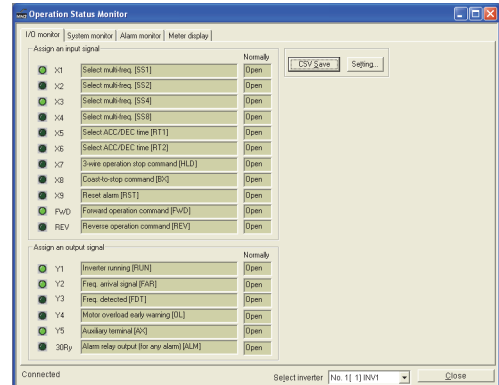 Operation Status Monitor
I/O monitor System monitor Alarm monitor Meter display
Assign an input signal
Normally
X1 Select multi-freq. [SS1] Open
X2 Select multi-freq. [SS2] Open
X3 Select multi-freq. [SS4] Open
X4 Select multi-freq. [SS8] Open
X5 Select ACC/DEC time [RT1] Open
X6 Select ACC/DEC time [RT2] Open
X7 3-wire operation stop command [HLD] Open
X8 Coast-to-stop command [BX] Open
X9 Reset alarm [RST] Open
FWD Forward operation command [FWD] Open
REV Reverse operation command [REV] Open
CSV Save Setting...
Assign an output signal
Normally
Y1 Inverter running [RUN] Open
Y2 Freq. arrival signal [FAR] Open
Y3 Freq. detected [FDT] Open
Y4 Motor overload early warning [OL] Open
Y5 Auxiliary terminal [AX] Open
30Ry Alarm relay output (for any alarm) [ALM] Open
Connected Select inverter No. 1[ 1] INV1 Close